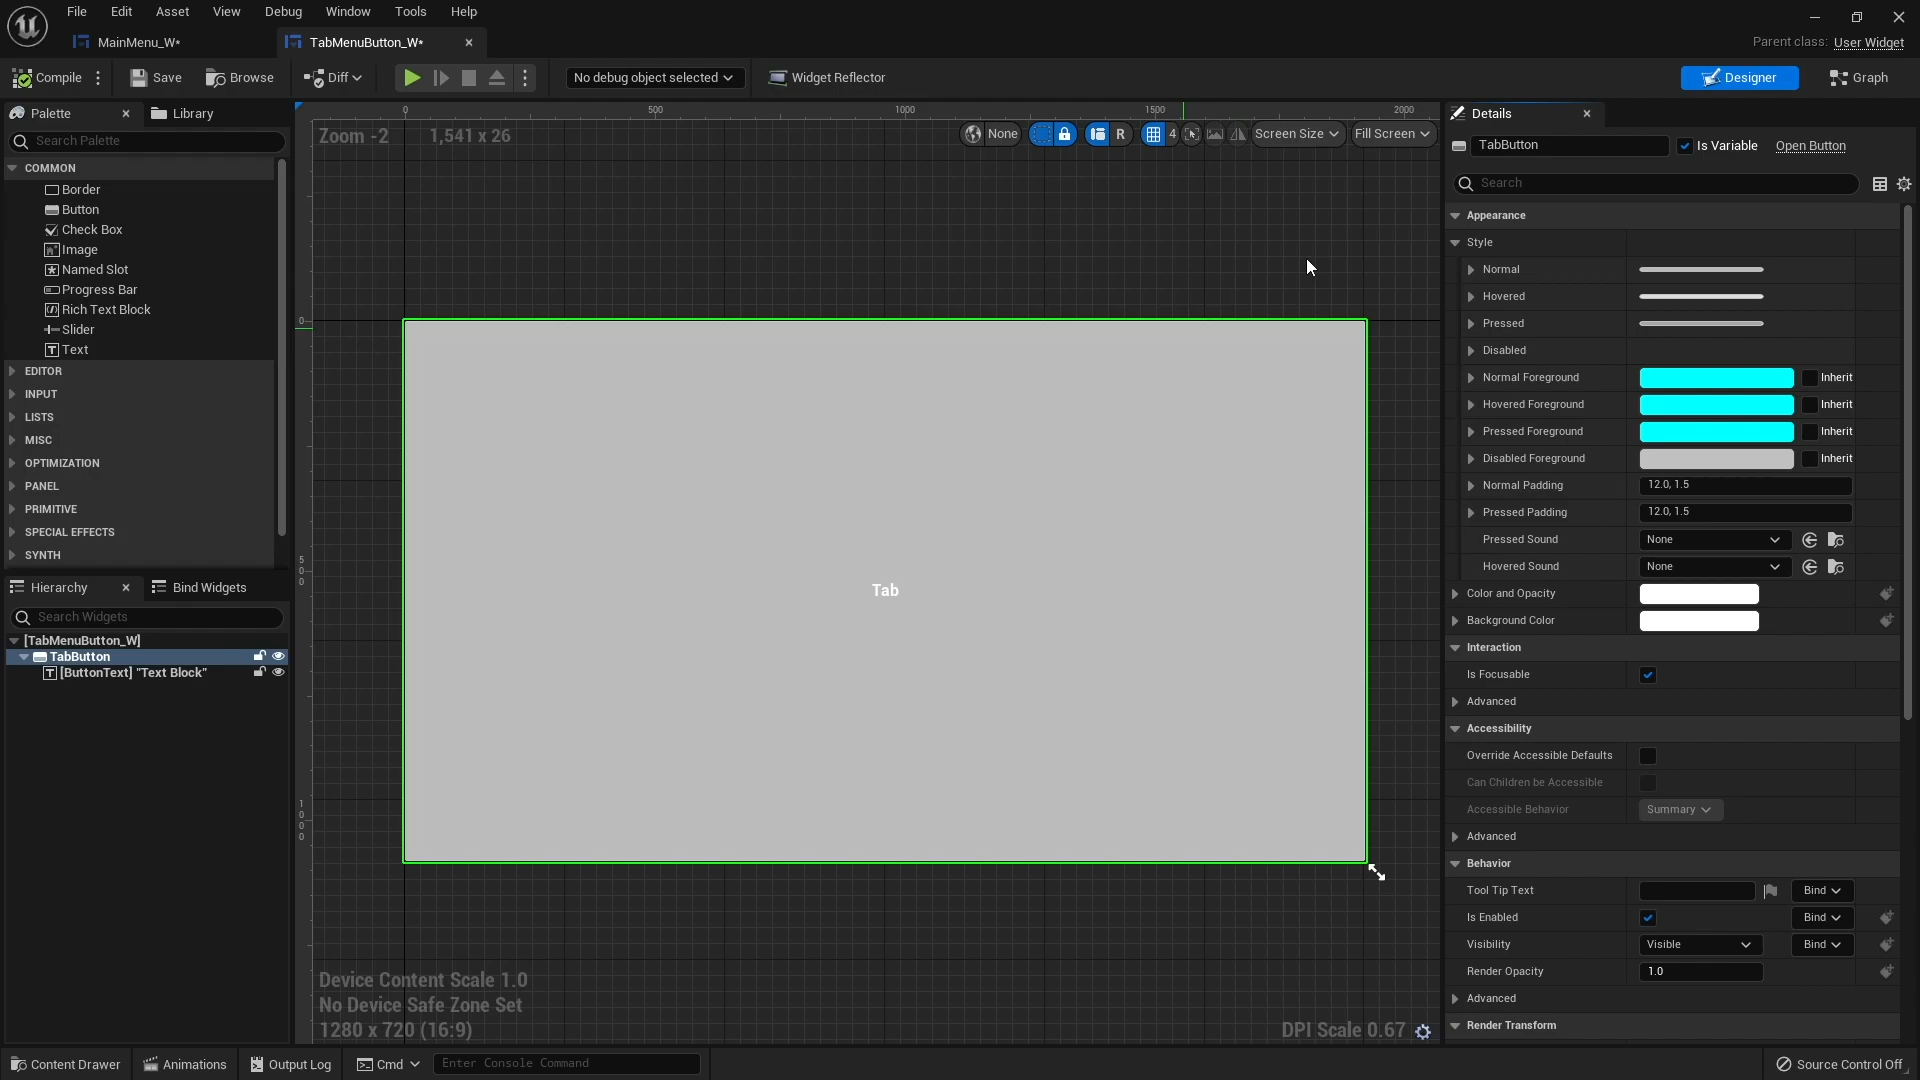 File Edit Asset View Debug Window Tools Help
MainMenu_W* TabMenuButton_W*
Parent class: User Widget
Compile Save Browse Diff No debug object selected Widget Reflector Designer Graph
Palette Library
Search Palette
COMMON
Border
Button
Check Box
Image
Named Slot
Progress Bar
Rich Text Block
Slider
Text
EDITOR
INPUT
LISTS
MISC
OPTIMIZATION
PANEL
PRIMITIVE
SPECIAL EFFECTS
SYNTH
Hierarchy Bind Widgets
Search Widgets
[TabMenuButton_W]
TabButton
[ButtonText] "Text Block"
0 500 1000 1500 2000
Zoom -2 1,541 x 26 None R 4 Screen Size Fill Screen
0
500
1000
Tab
Device Content Scale 1.0
No Device Safe Zone Set
1280 x 720 (16:9)
DPI Scale 0.67
Details
TabButton Is Variable Open Button
Search
Appearance
Style
Normal
Hovered
Pressed
Disabled
Normal Foreground Inherit
Hovered Foreground Inherit
Pressed Foreground Inherit
Disabled Foreground Inherit
Normal Padding 12.0, 1.5
Pressed Padding 12.0, 1.5
Pressed Sound None
Hovered Sound None
Color and Opacity
Background Color
Interaction
Is Focusable
Advanced
Accessibility
Override Accessible Defaults
Can Children be Accessible
Accessible Behavior Summary
Advanced
Behavior
Tool Tip Text Bind
Is Enabled Bind
Visibility Visible Bind
Render Opacity 1.0
Advanced
Render Transform
Content Drawer Animations Output Log Cmd Enter Console Command Source Control Off